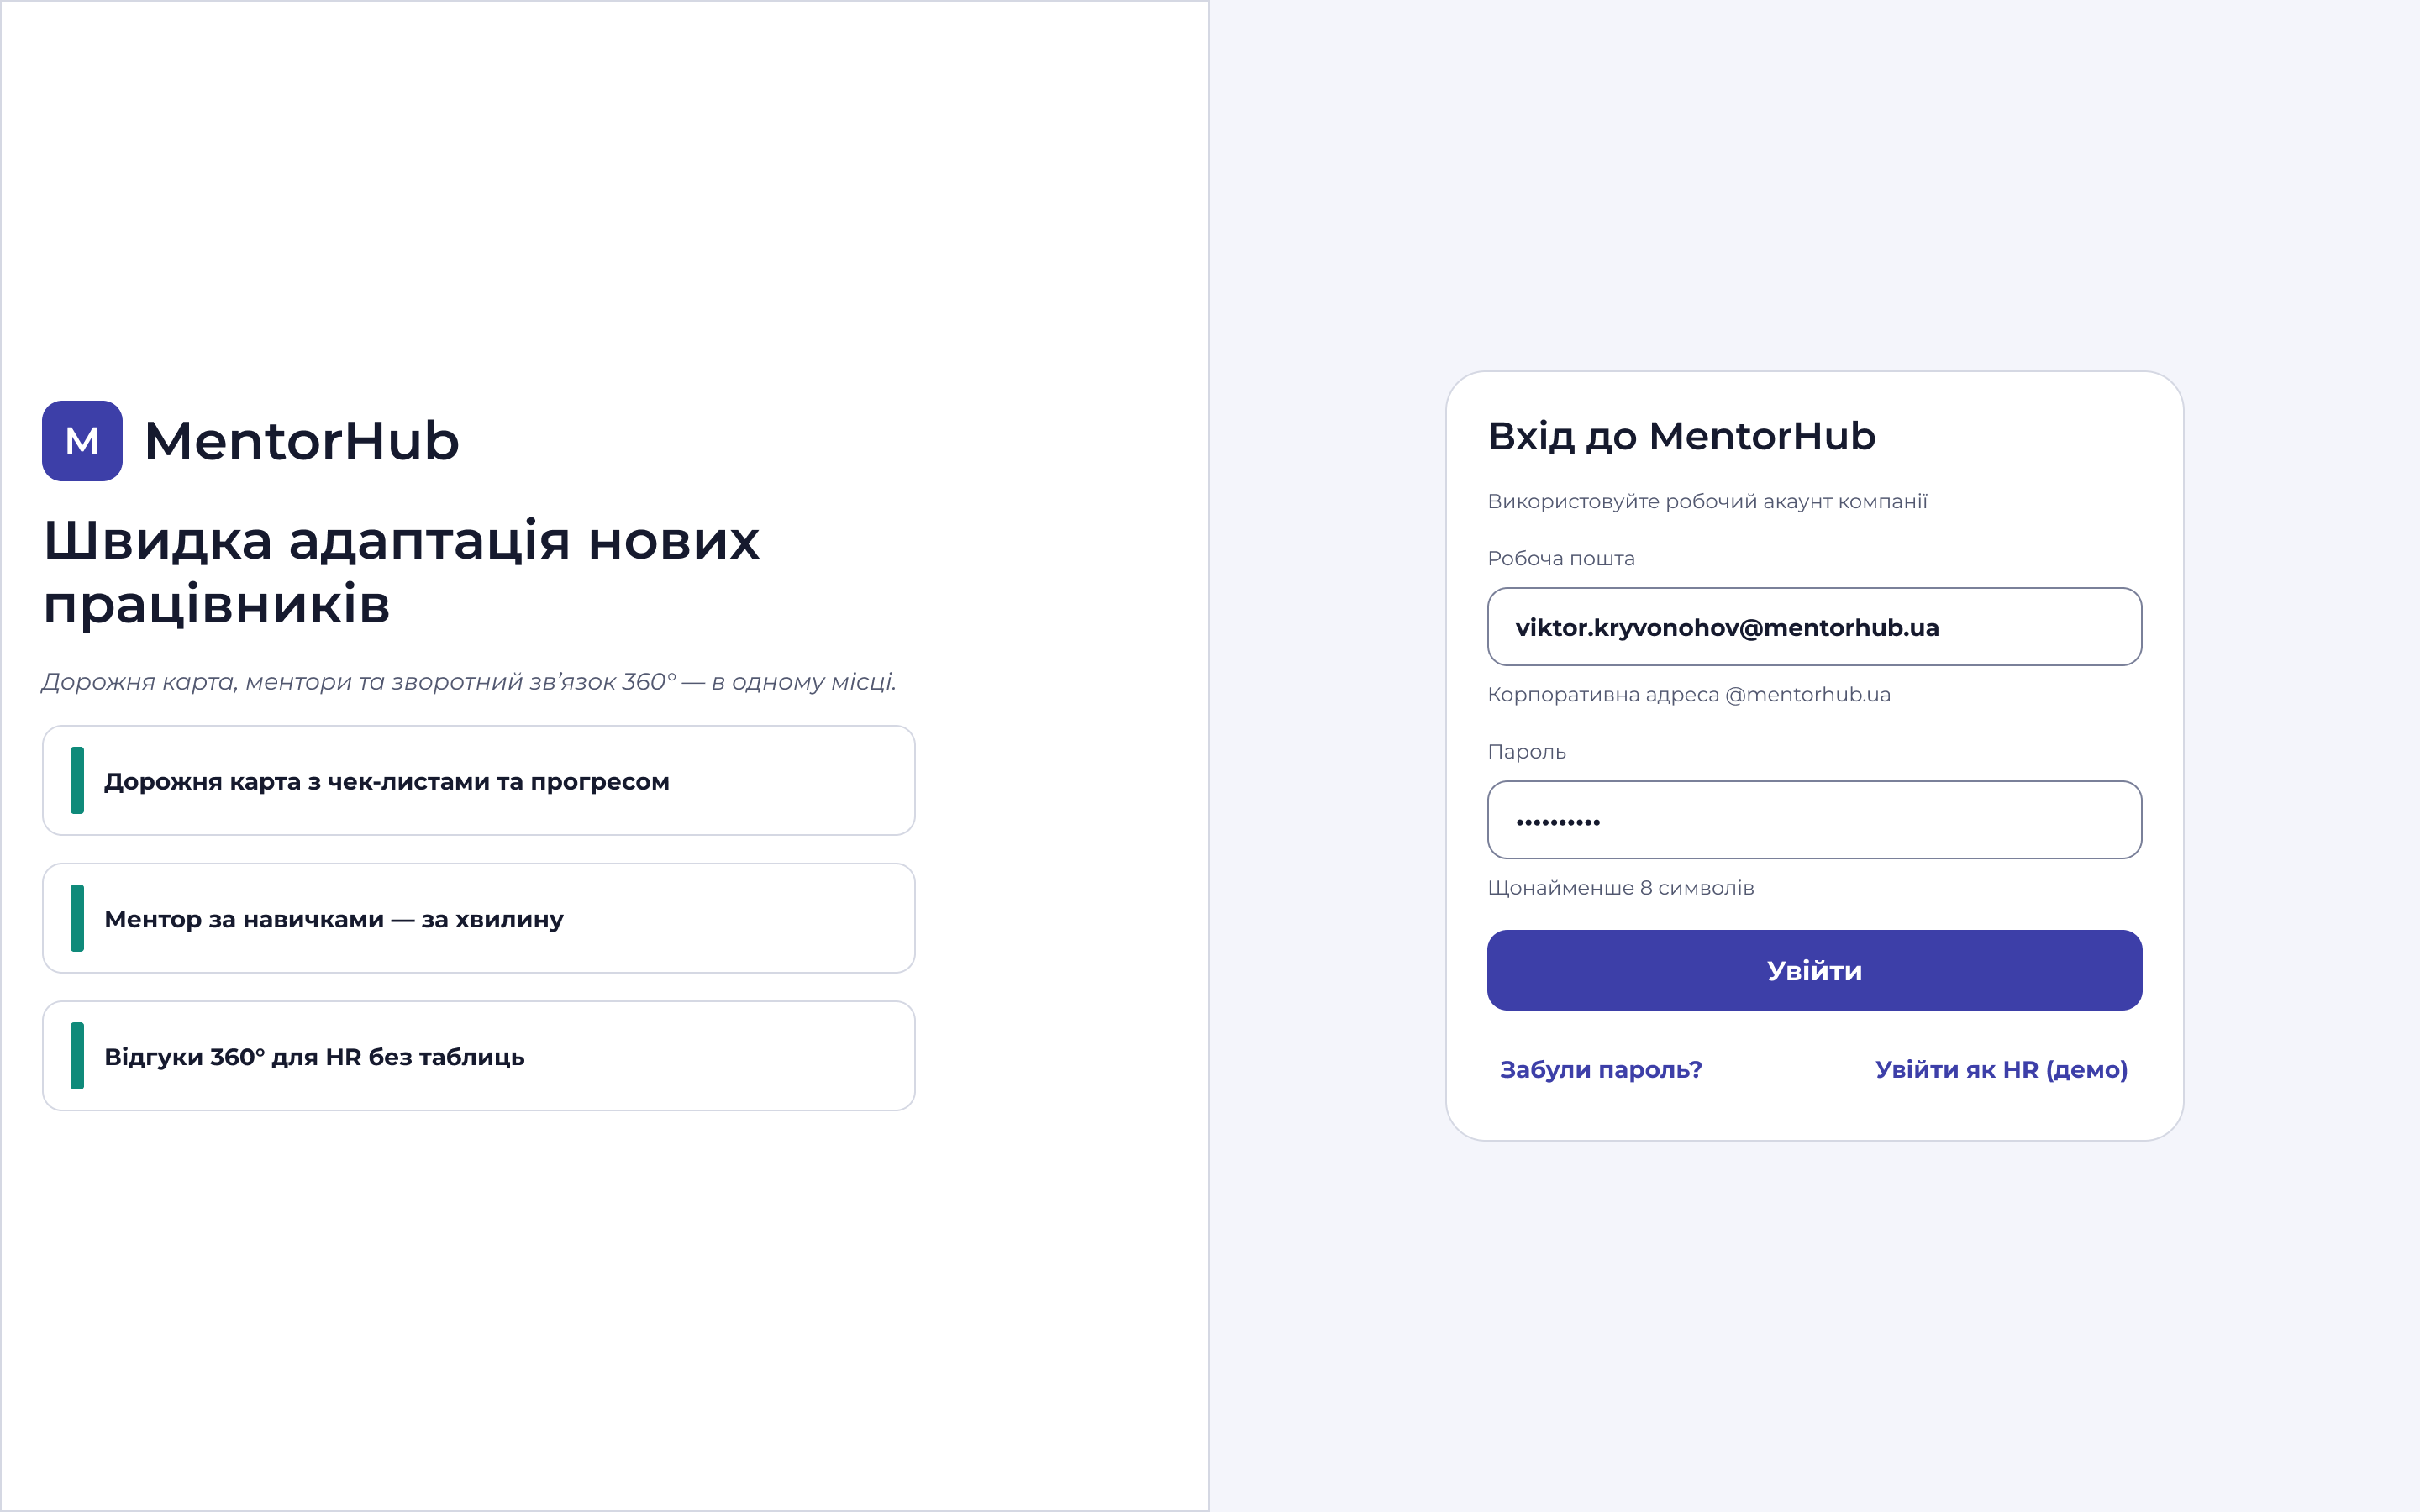 M
MentorHub
Швидка адаптація нових
працівників
Дорожня карта, ментори та зворотний зв’язок 360° — в одному місці.
Дорожня карта з чек-листами та прогресом
Ментор за навичками — за хвилину
Відгуки 360° для HR без таблиць
Вхід до MentorHub
Використовуйте робочий акаунт компанії
Робоча пошта
viktor.kryvonohov@mentorhub.ua
Корпоративна адреса @mentorhub.ua
Пароль
••••••••••
Щонайменше 8 символів
Увійти
Забули пароль?
Увійти як HR (демо)